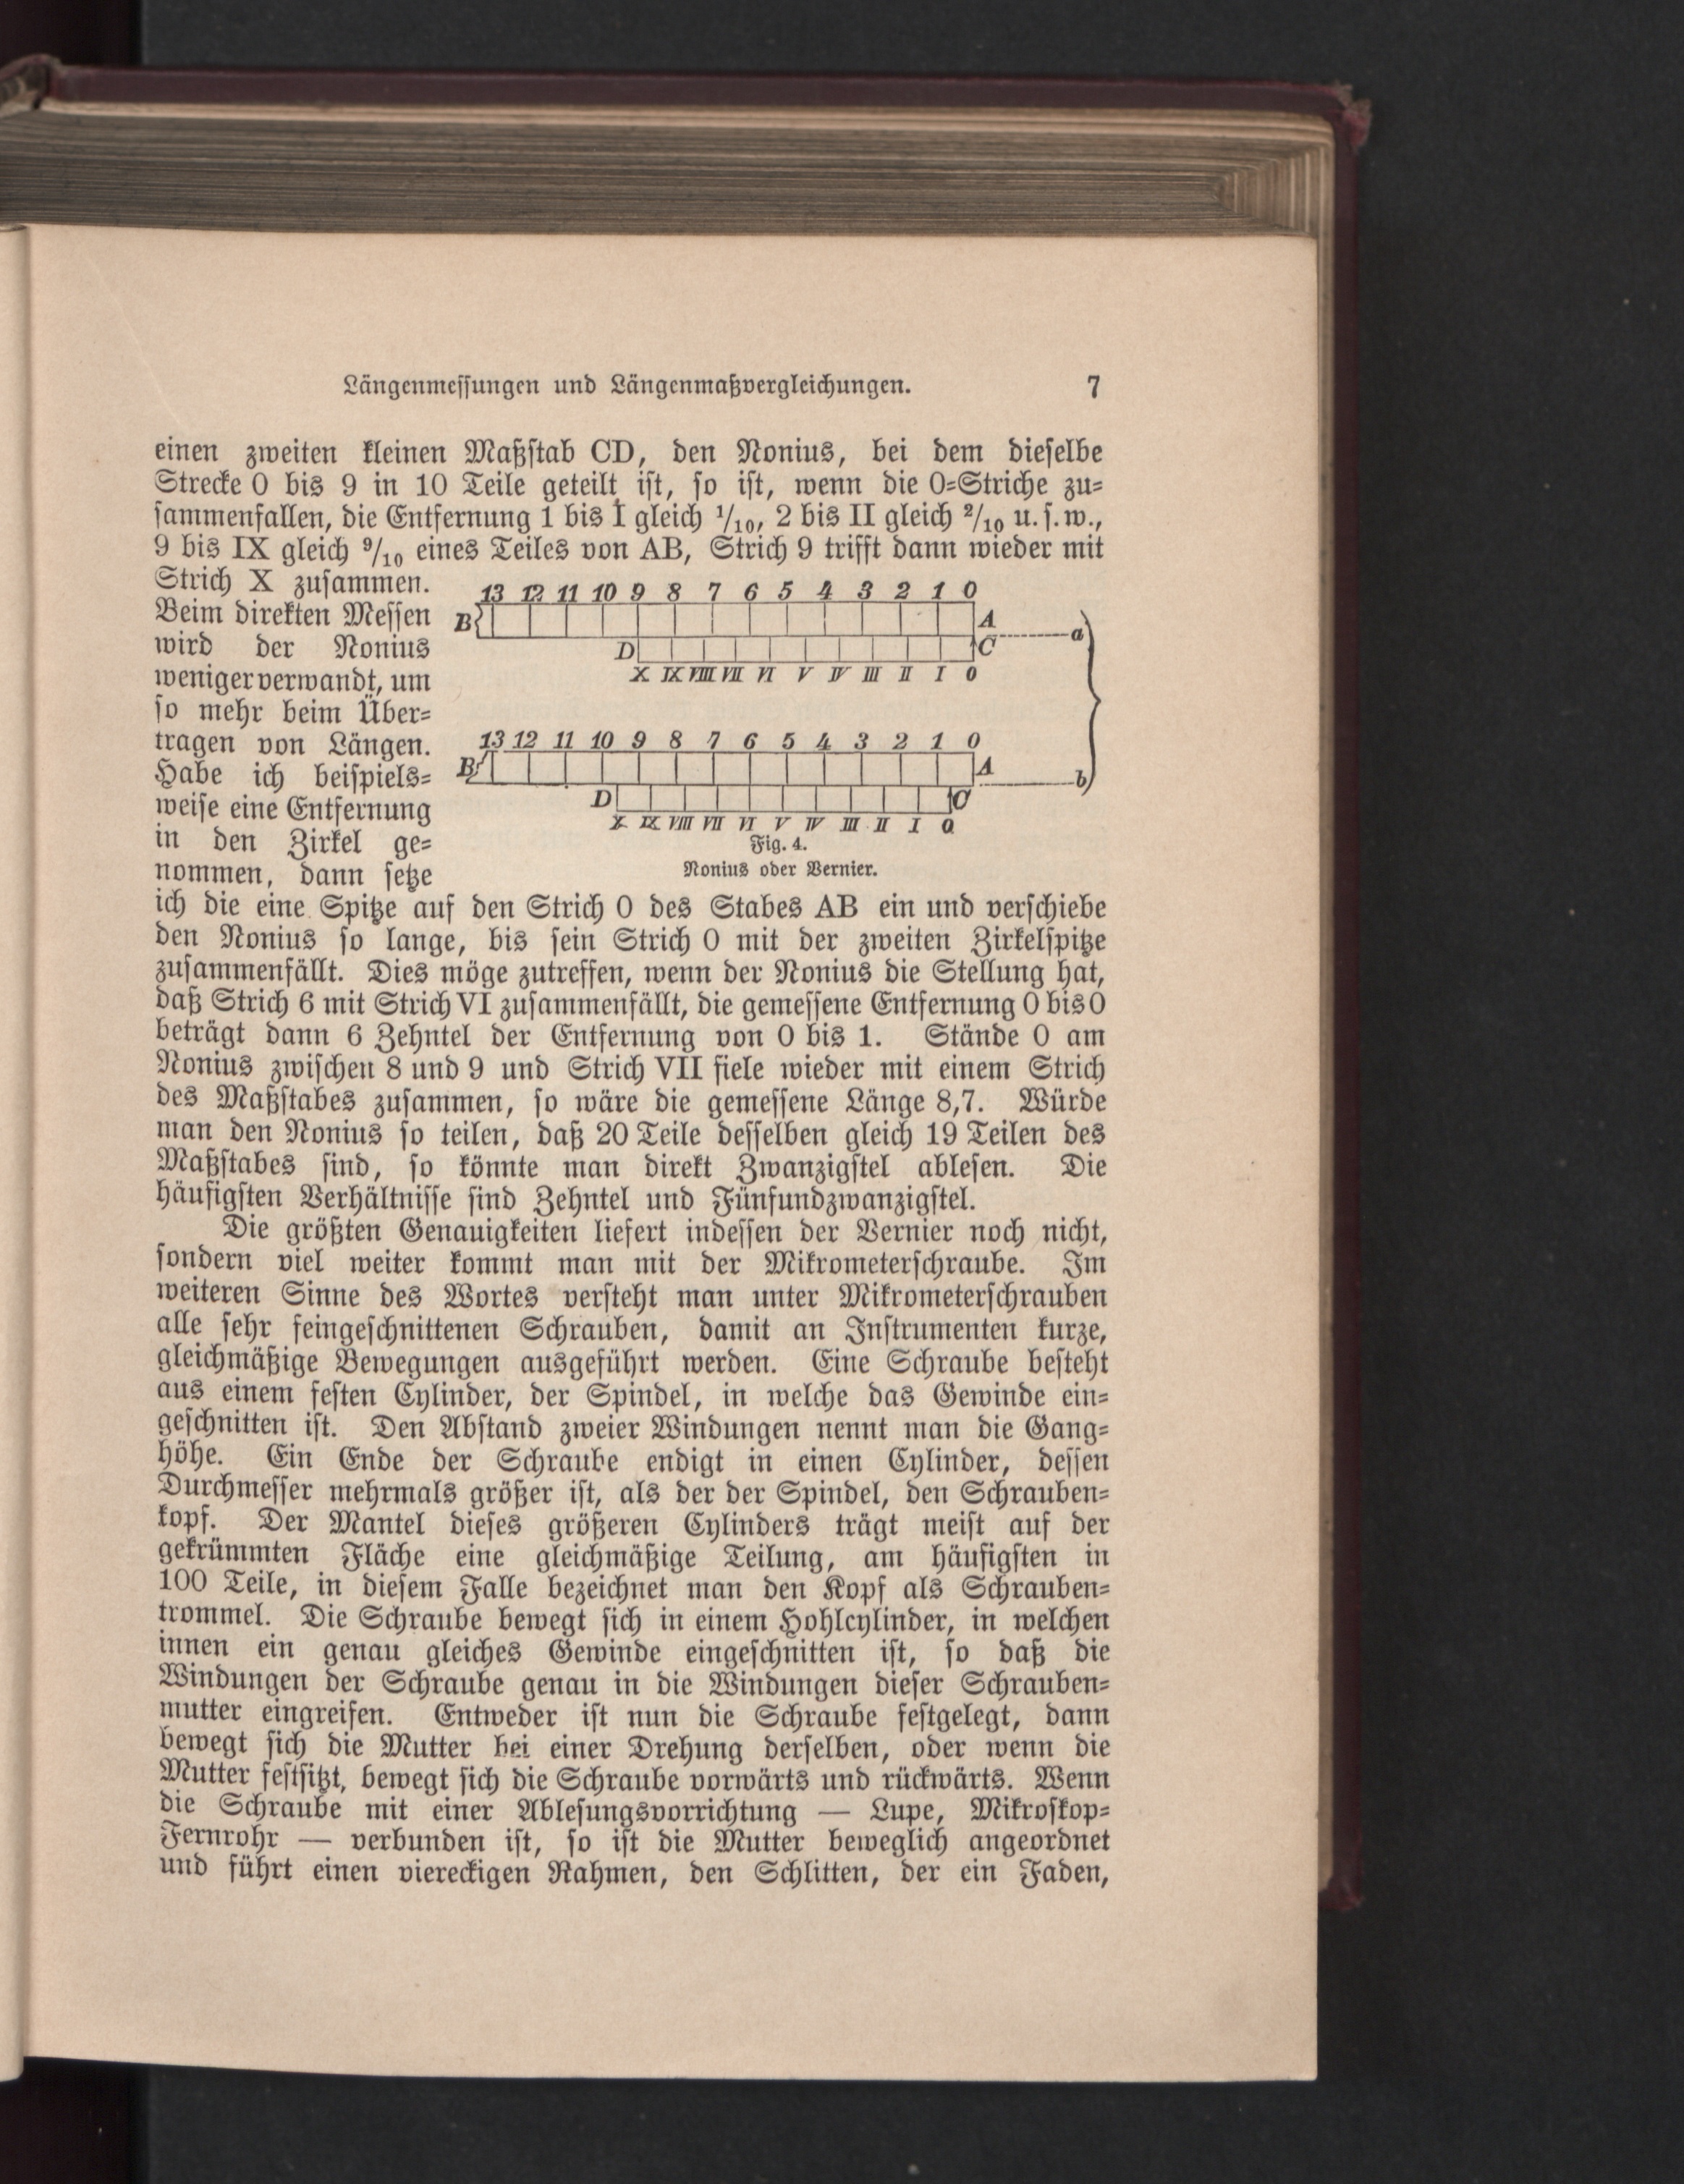 Längenmessungen und Längenmaßvergleichungen. 7
einen zweiten kleinen Maßstab CD, den Nonius, bei dem dieselbe
Strecke 0 bis 9 in 10 Teile geteilt ist, so ist, wenn die 0-Striche zu-
sammenfallen, die Entfernung 1 bis I gleich 1/10, 2 bis II gleich 2/10 u. s. w.,
9 bis IX gleich 9/10 eines Teiles von AB, Strich 9 trifft dann wieder mit
Strich X zusammen.
Beim direkten Messen
wird der Nonius
weniger verwandt, um
so mehr beim Über-
tragen von Längen.
Habe ich beispiels-
weise eine Entfernung
in den Zirkel ge-
nommen, dann setze
13 12 11 10 9 8 7 6 5 4 3 2 1 0
B A
D C a
X IX VIII VII VI V IV III II I 0
13 12 11 10 9 8 7 6 5 4 3 2 1 0
B A b
D C
X IX VIII VII VI V IV III II I 0
Fig. 4.
Nonius oder Vernier.
ich die eine Spitze auf den Strich 0 des Stabes AB ein und verschiebe
den Nonius so lange, bis sein Strich 0 mit der zweiten Zirkelspitze
zusammenfällt. Dies möge zutreffen, wenn der Nonius die Stellung hat,
daß Strich 6 mit Strich VI zusammenfällt, die gemessene Entfernung 0 bis 0
beträgt dann 6 Zehntel der Entfernung von 0 bis 1. Stände 0 am
Nonius zwischen 8 und 9 und Strich VII fiele wieder mit einem Strich
des Maßstabes zusammen, so wäre die gemessene Länge 8,7. Würde
man den Nonius so teilen, daß 20 Teile desselben gleich 19 Teilen des
Maßstabes sind, so könnte man direkt Zwanzigstel ablesen. Die
häufigsten Verhältnisse sind Zehntel und Fünfundzwanzigstel.
Die größten Genauigkeiten liefert indessen der Vernier noch nicht,
sondern viel weiter kommt man mit der Mikrometerschraube. Im
weiteren Sinne des Wortes versteht man unter Mikrometerschrauben
alle sehr feingeschnittenen Schrauben, damit an Instrumenten kurze,
gleichmäßige Bewegungen ausgeführt werden. Eine Schraube besteht
aus einem festen Cylinder, der Spindel, in welche das Gewinde ein-
geschnitten ist. Den Abstand zweier Windungen nennt man die Gang-
höhe. Ein Ende der Schraube endigt in einen Cylinder, dessen
Durchmesser mehrmals größer ist, als der der Spindel, den Schrauben-
kopf. Der Mantel dieses größeren Cylinders trägt meist auf der
gekrümmten Fläche eine gleichmäßige Teilung, am häufigsten in
100 Teile, in diesem Falle bezeichnet man den Kopf als Schrauben-
trommel. Die Schraube bewegt sich in einem Hohlcylinder, in welchen
innen ein genau gleiches Gewinde eingeschnitten ist, so daß die
Windungen der Schraube genau in die Windungen dieser Schrauben-
mutter eingreifen. Entweder ist nun die Schraube festgelegt, dann
bewegt sich die Mutter bei einer Drehung derselben, oder wenn die
Mutter festsitzt, bewegt sich die Schraube vorwärts und rückwärts. Wenn
die Schraube mit einer Ablesungsvorrichtung — Lupe, Mikroskop-
Fernrohr — verbunden ist, so ist die Mutter beweglich angeordnet
und führt einen viereckigen Rahmen, den Schlitten, der ein Faden,